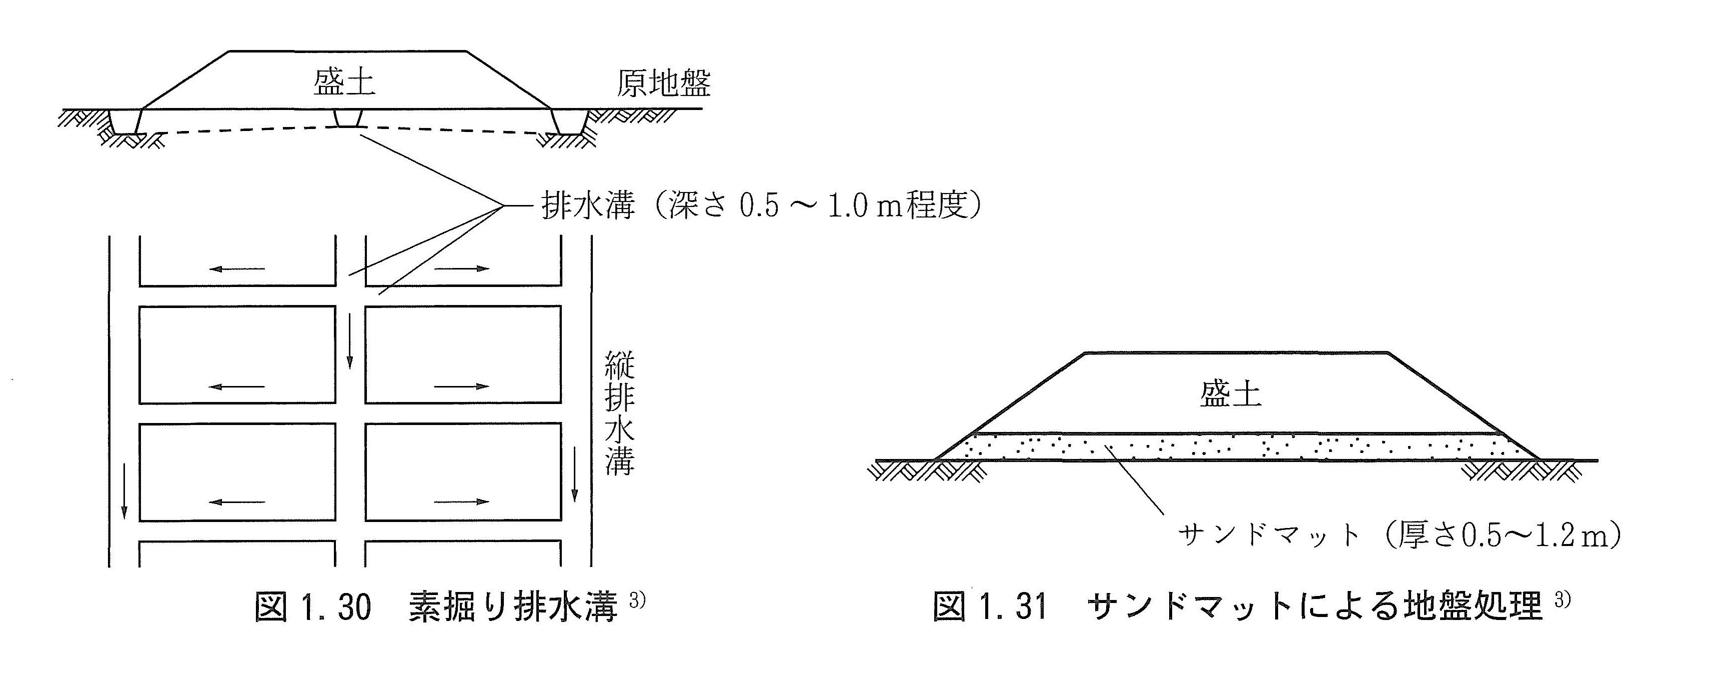 盛土
原地盤
排水溝（深さ 0.5 〜 1.0 m程度）
縦排水溝
図 1. 30　素掘り排水溝 3)
盛土
サンドマット（厚さ0.5〜1.2 m）
図 1. 31　サンドマットによる地盤処理 3)